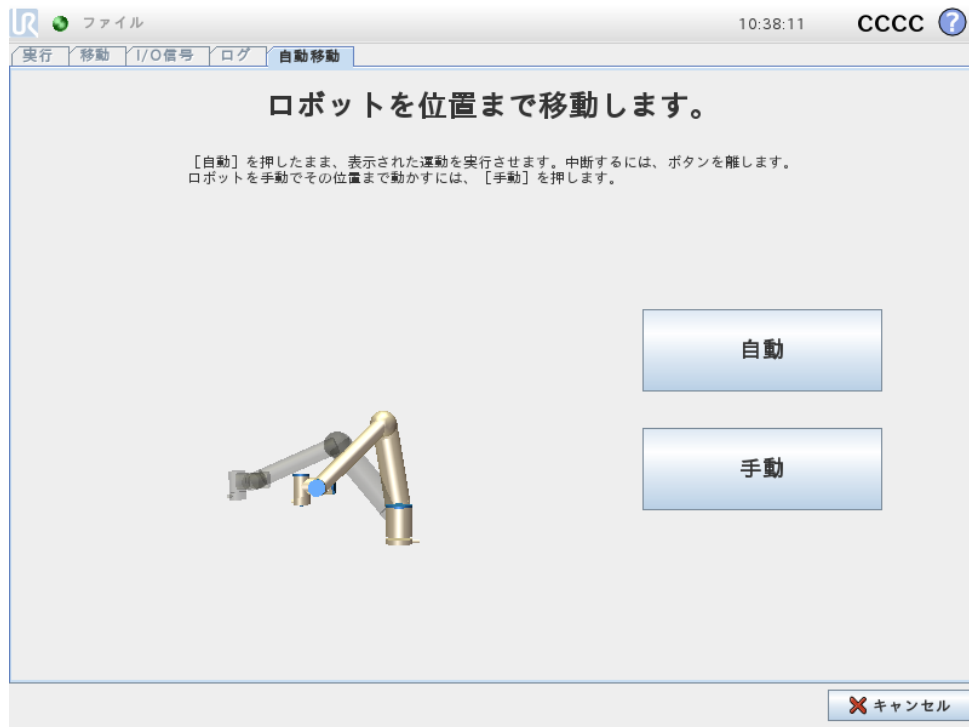 UR ファイル 10:38:11 CCCC ?
実行 移動 I/O信号 ログ 自動移動
ロボットを位置まで移動します。
［自動］を押したまま、表示された運動を実行させます。中断するには、ボタンを離します。
ロボットを手動でその位置まで動かすには、［手動］を押します。
自動
手動
キャンセル